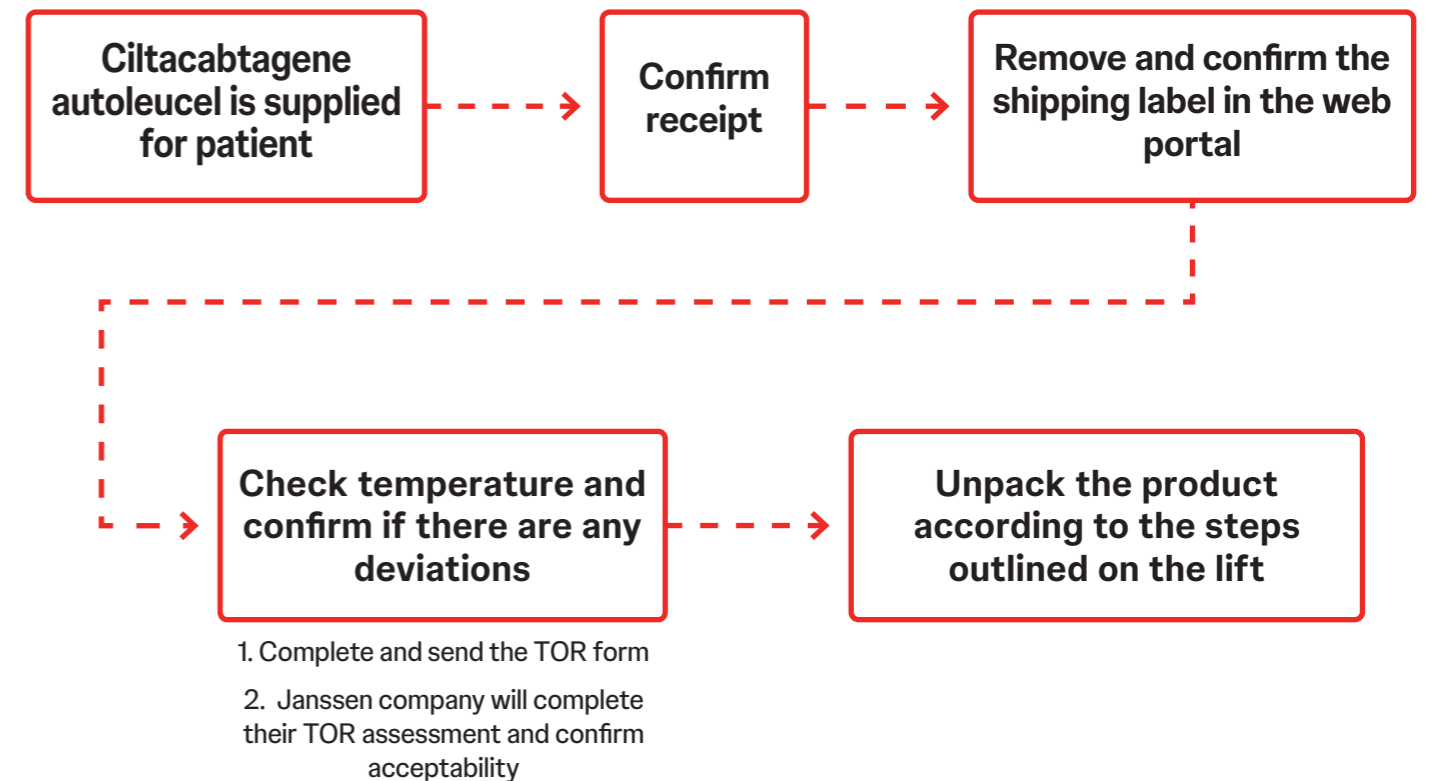 Ciltacabtagene
autoleucel is supplied
for patient
Confirm
receipt
Remove and confirm the
shipping label in the web
portal
Check temperature and
confirm if there are any
deviations
1. Complete and send the TOR form
2. Janssen company will complete
their TOR assessment and confirm
acceptability
Unpack the product
according to the steps
outlined on the lift